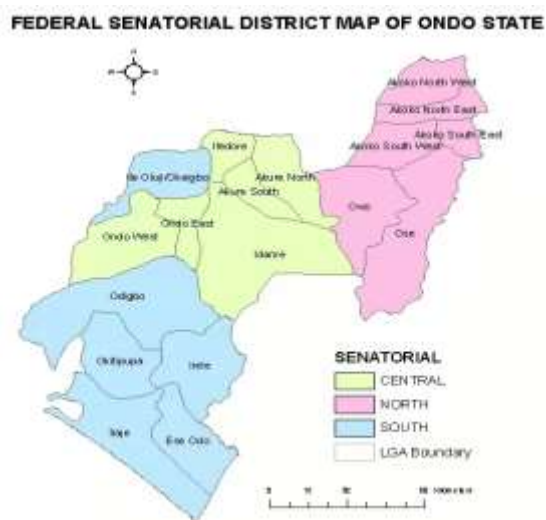 FEDERAL SENATORIAL DISTRICT MAP OF ONDO STATE
Akoko North West
Akoko North East
Akoko South East
Akoko South West
Ifedore
Ile Oluji/Okeigbo
Akure North
Akure South
Owo
Ondo East
Ose
Ondo West
Idanre
Odigbo
Okitipupa
Irele
SENATORIAL
CENTRAL
NORTH
Ilaje
Ese Odo
SOUTH
LGA Boundary